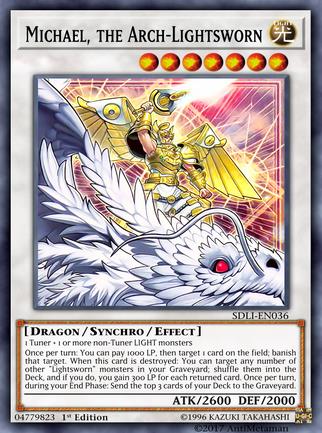 MICHAEL, THE ARCH-LIGHTSWORN
LIGHT
光
SDLI-EN036
[DRAGON / SYNCHRO / EFFECT]
1 Tuner + 1 or more non-Tuner LIGHT monsters
Once per turn: You can pay 1000 LP, then target 1 card on the field; banish
that target. When this card is destroyed: You can target any number of
other "Lightsworn" monsters in your Graveyard; shuffle them into the
Deck, and if you do, you gain 300 LP for each returned card. Once per turn,
during your End Phase: Send the top 3 cards of your Deck to the Graveyard.
ATK/2600 DEF/2000
04779823 1st Edition ©1996 KAZUKI TAKAHASHI
©2017 AntiMetaman